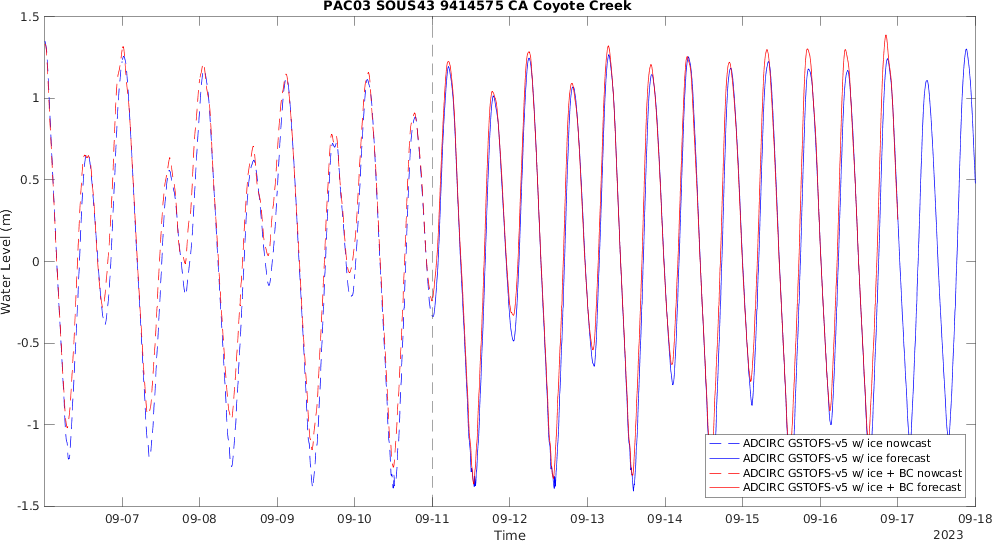 PAC03 SOUS43 9414575 CA Coyote Creek
1.5
1
0.5
0
-0.5
-1
-1.5
Water Level (m)
ADCIRC GSTOFS-v5 w/ ice nowcast
ADCIRC GSTOFS-v5 w/ ice forecast
ADCIRC GSTOFS-v5 w/ ice + BC nowcast
ADCIRC GSTOFS-v5 w/ ice + BC forecast
09-07 09-08 09-09 09-10 09-11 09-12 09-13 09-14 09-15 09-16 09-17 09-18
Time
2023